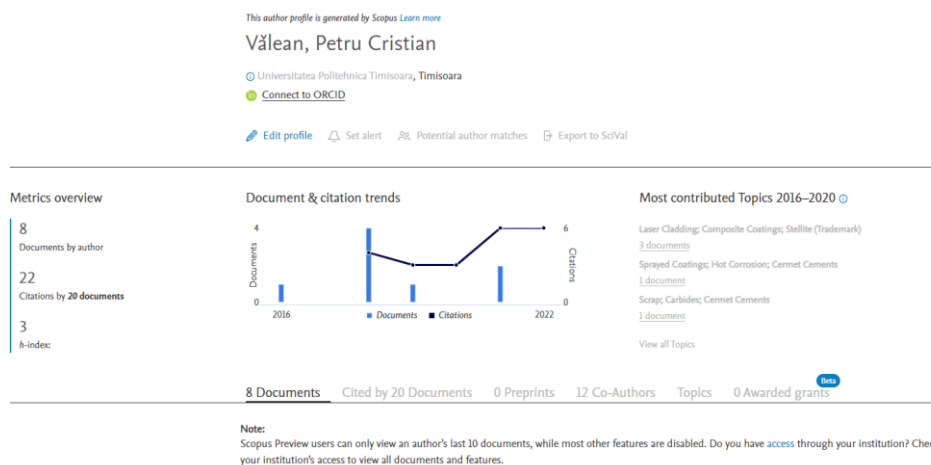 This author profile is generated by Scopus Learn more
Vǎlean, Petru Cristian
Universitatea Politehnica Timisoara, Timisoara
Connect to ORCID
Edit profile Set alert Potential author matches Export to SciVal
Metrics overview
8
Documents by author
22
Citations by 20 documents
3
h-index:
Document & citation trends
4
6
Documents
Citations
0
0
2016
Documents Citations
2022
Most contributed Topics 2016–2020
Laser Cladding; Composite Coatings; Stellite (Trademark)
3 documents
Sprayed Coatings; Hot Corrosion; Cermet Cements
1 document
Scrap; Carbides; Cermet Cements
1 document
View all Topics
Beta
8 Documents Cited by 20 Documents 0 Preprints 12 Co-Authors Topics 0 Awarded grants
Note:
Scopus Preview users can only view an author's last 10 documents, while most other features are disabled. Do you have access through your institution? Chec
your institution's access to view all documents and features.